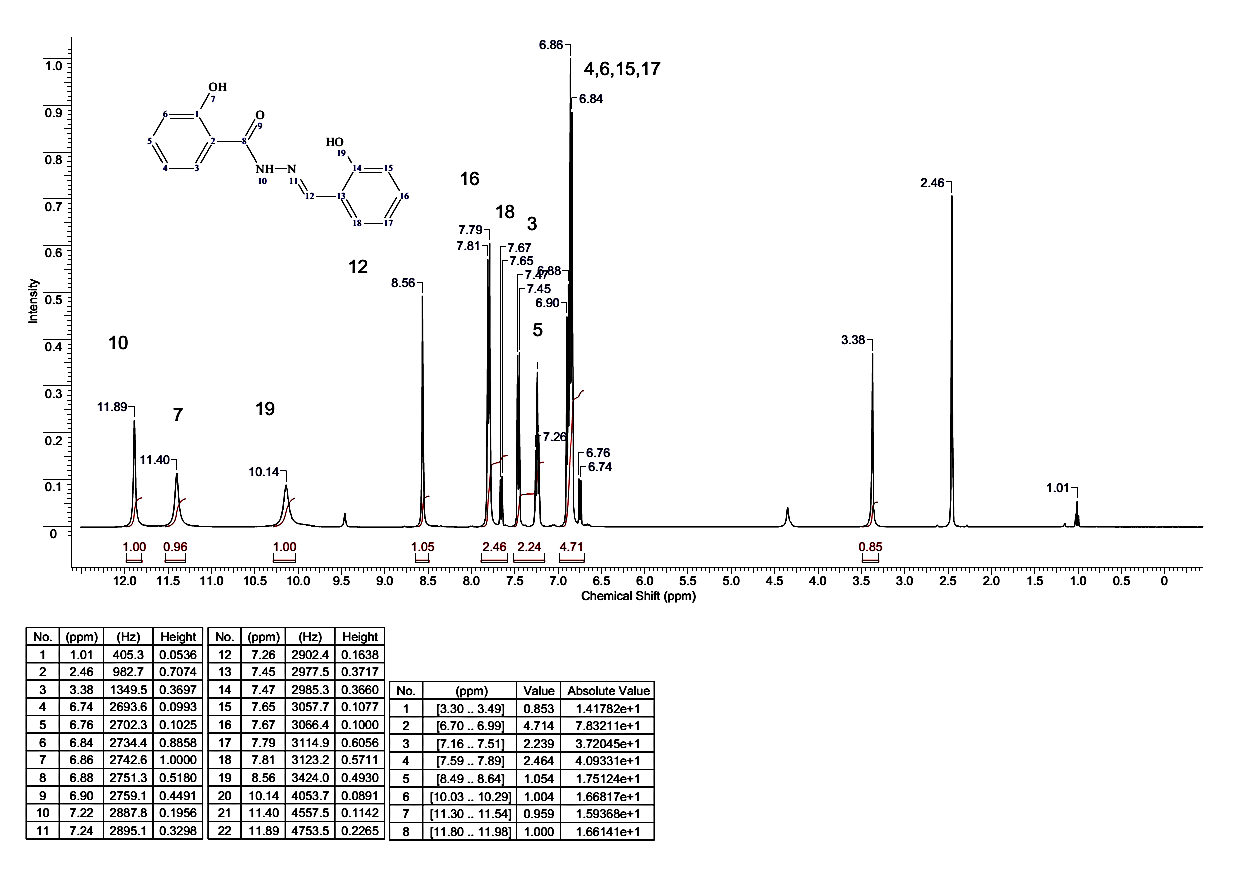 6.86
4,6,15,17
6.84
1.0
0.9
0.8
0.7
0.6
0.5
0.4
0.3
0.2
0.1
0
Intensity
OH
7
6
1
O
9
5
2
8
4
3
NH
10
N
11
12
HO
19
14
15
13
16
18
17
16
18
3
12
10
7
19
5
7.79
7.81
7.67
7.65
7.47
7.45
6.88
6.90
7.26
8.56
11.89
11.40
10.14
6.76
6.74
3.38
2.46
1.01
1.00 0.96 1.00 1.05 2.46 2.24 4.71 0.85
12.0 11.5 11.0 10.5 10.0 9.5 9.0 8.5 8.0 7.5 7.0 6.5 6.0 5.5 5.0 4.5 4.0 3.5 3.0 2.5 2.0 1.5 1.0 0.5 0
Chemical Shift (ppm)
No. (ppm) (Hz) Height
1 1.01 405.3 0.0536
2 2.46 982.7 0.7074
3 3.38 1349.5 0.3697
4 6.74 2693.6 0.0993
5 6.76 2702.3 0.1025
6 6.84 2734.4 0.8858
7 6.86 2742.6 1.0000
8 6.88 2751.3 0.5180
9 6.90 2759.1 0.4491
10 7.22 2887.8 0.1956
11 7.24 2895.1 0.3298
No. (ppm) (Hz) Height
12 7.26 2902.4 0.1638
13 7.45 2977.5 0.3717
14 7.47 2985.3 0.3660
15 7.65 3057.7 0.1077
16 7.67 3066.4 0.1000
17 7.79 3114.9 0.6056
18 7.81 3123.2 0.5711
19 8.56 3424.0 0.4930
20 10.14 4053.7 0.0891
21 11.40 4557.5 0.1142
22 11.89 4753.5 0.2265
No. (ppm) Value Absolute Value
1 [3.30 .. 3.49] 0.853 1.41782e+1
2 [6.70 .. 6.99] 4.714 7.83211e+1
3 [7.16 .. 7.51] 2.239 3.72045e+1
4 [7.59 .. 7.89] 2.464 4.09331e+1
5 [8.49 .. 8.64] 1.054 1.75124e+1
6 [10.03 .. 10.29] 1.004 1.66817e+1
7 [11.30 .. 11.54] 0.959 1.59368e+1
8 [11.80 .. 11.98] 1.000 1.66141e+1